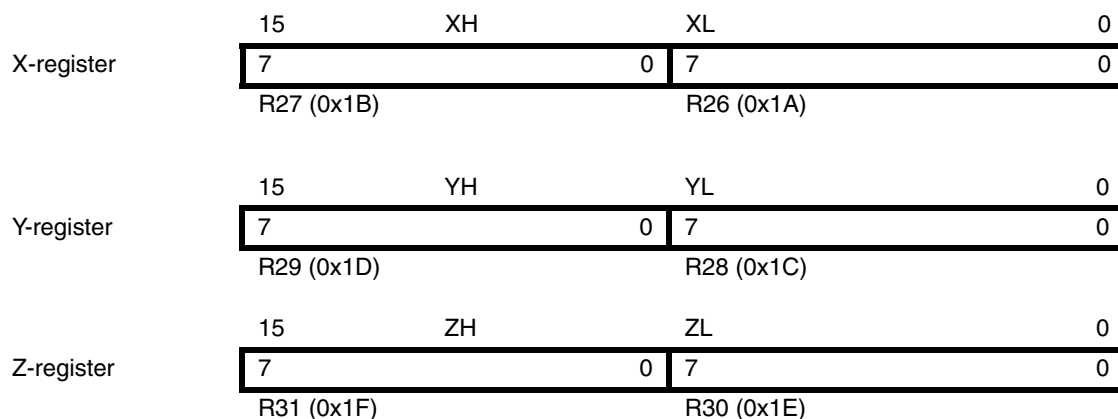 15 XH XL 0
X-register 7 0 7 0
R27 (0x1B) R26 (0x1A)
15 YH YL 0
Y-register 7 0 7 0
R29 (0x1D) R28 (0x1C)
15 ZH ZL 0
Z-register 7 0 7 0
R31 (0x1F) R30 (0x1E)